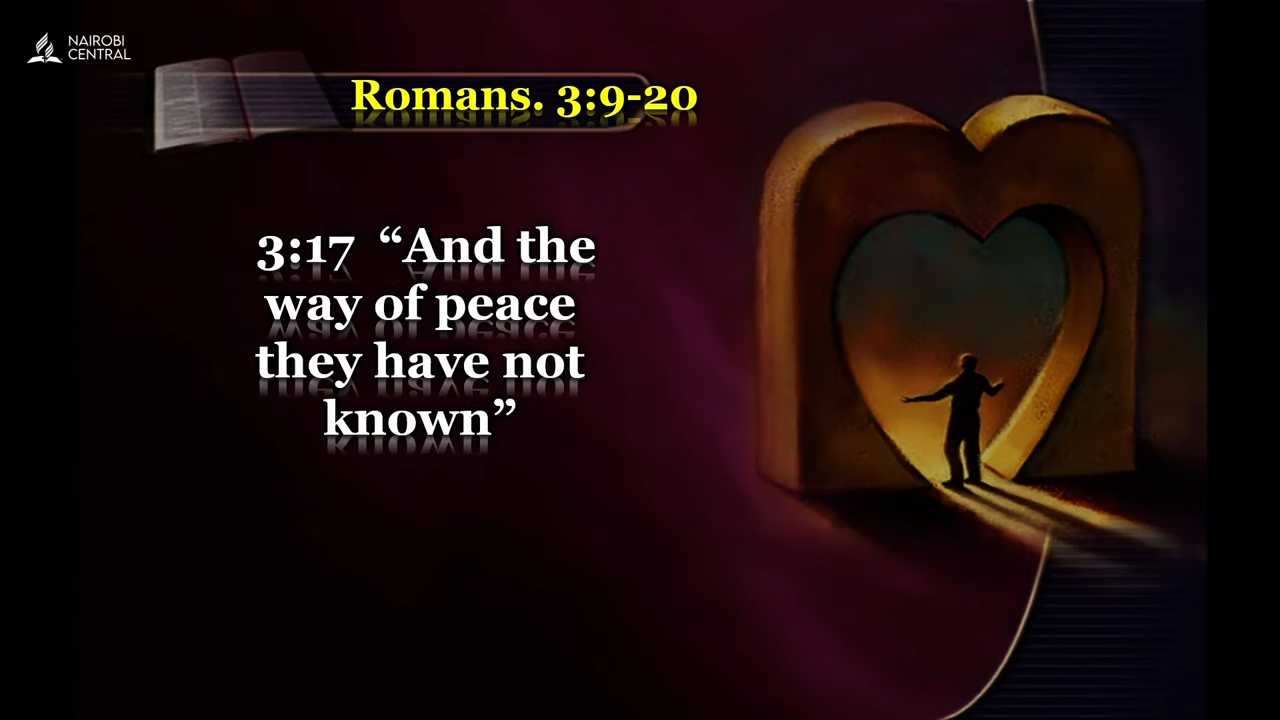 NAIROBI
CENTRAL
Romans. 3:9-20
3:17 “And the
way of peace
they have not
known”